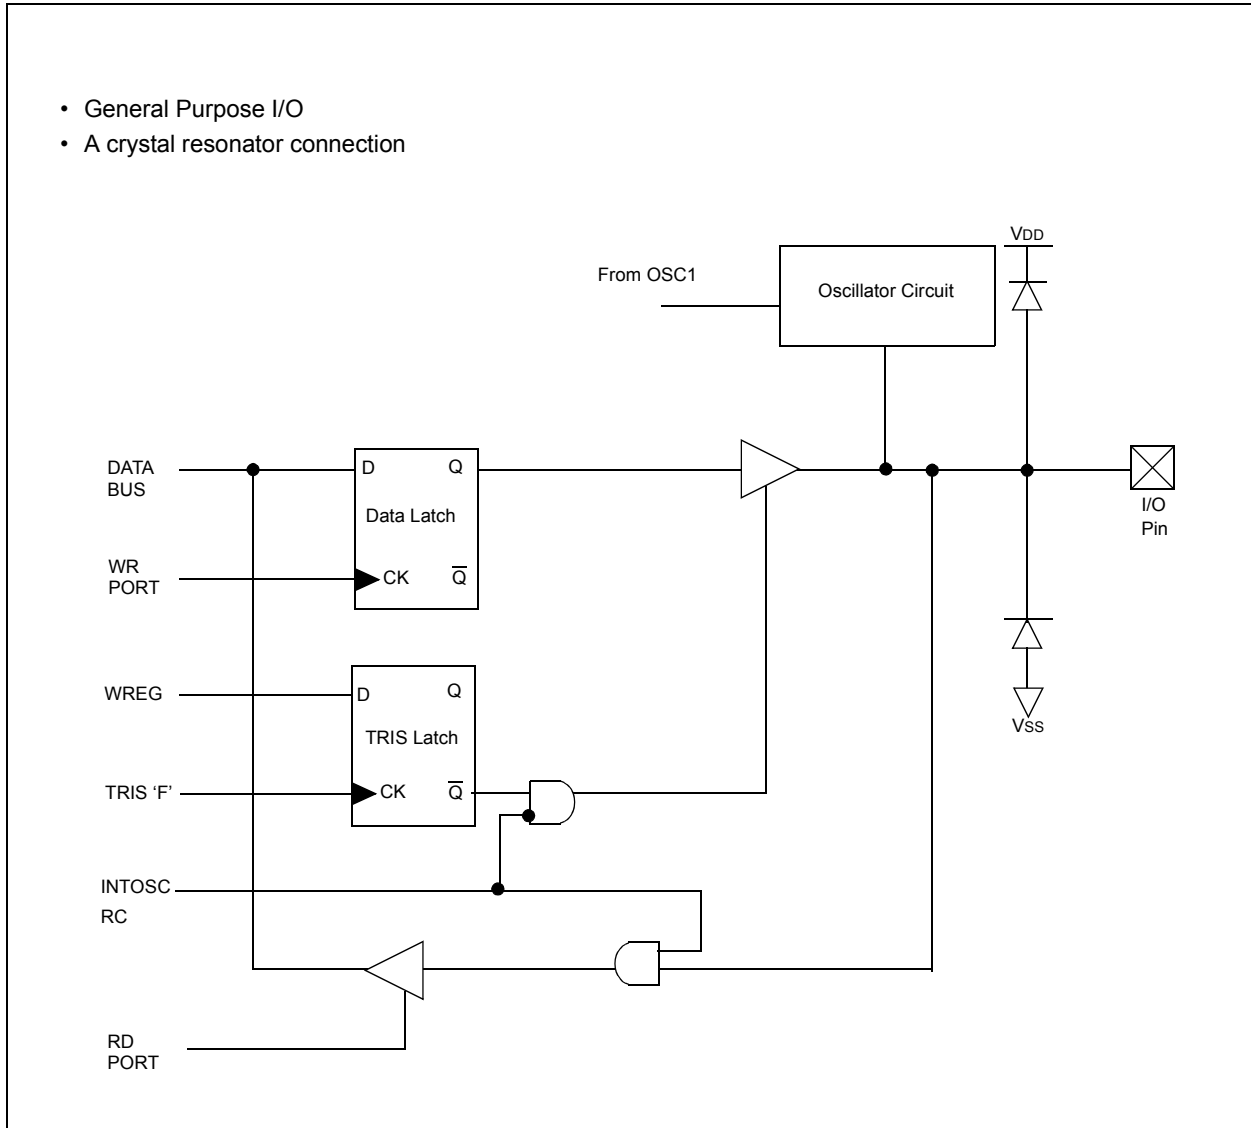 • General Purpose I/O
• A crystal resonator connection
VDD
From OSC1
Oscillator Circuit
DATA
BUS
D
Q
Data Latch
I/O
Pin
WR
PORT
CK
Q̅
WREG
D
Q
VSS
TRIS Latch
TRIS ‘F’
CK
Q̅
INTOSC
RC
RD
PORT